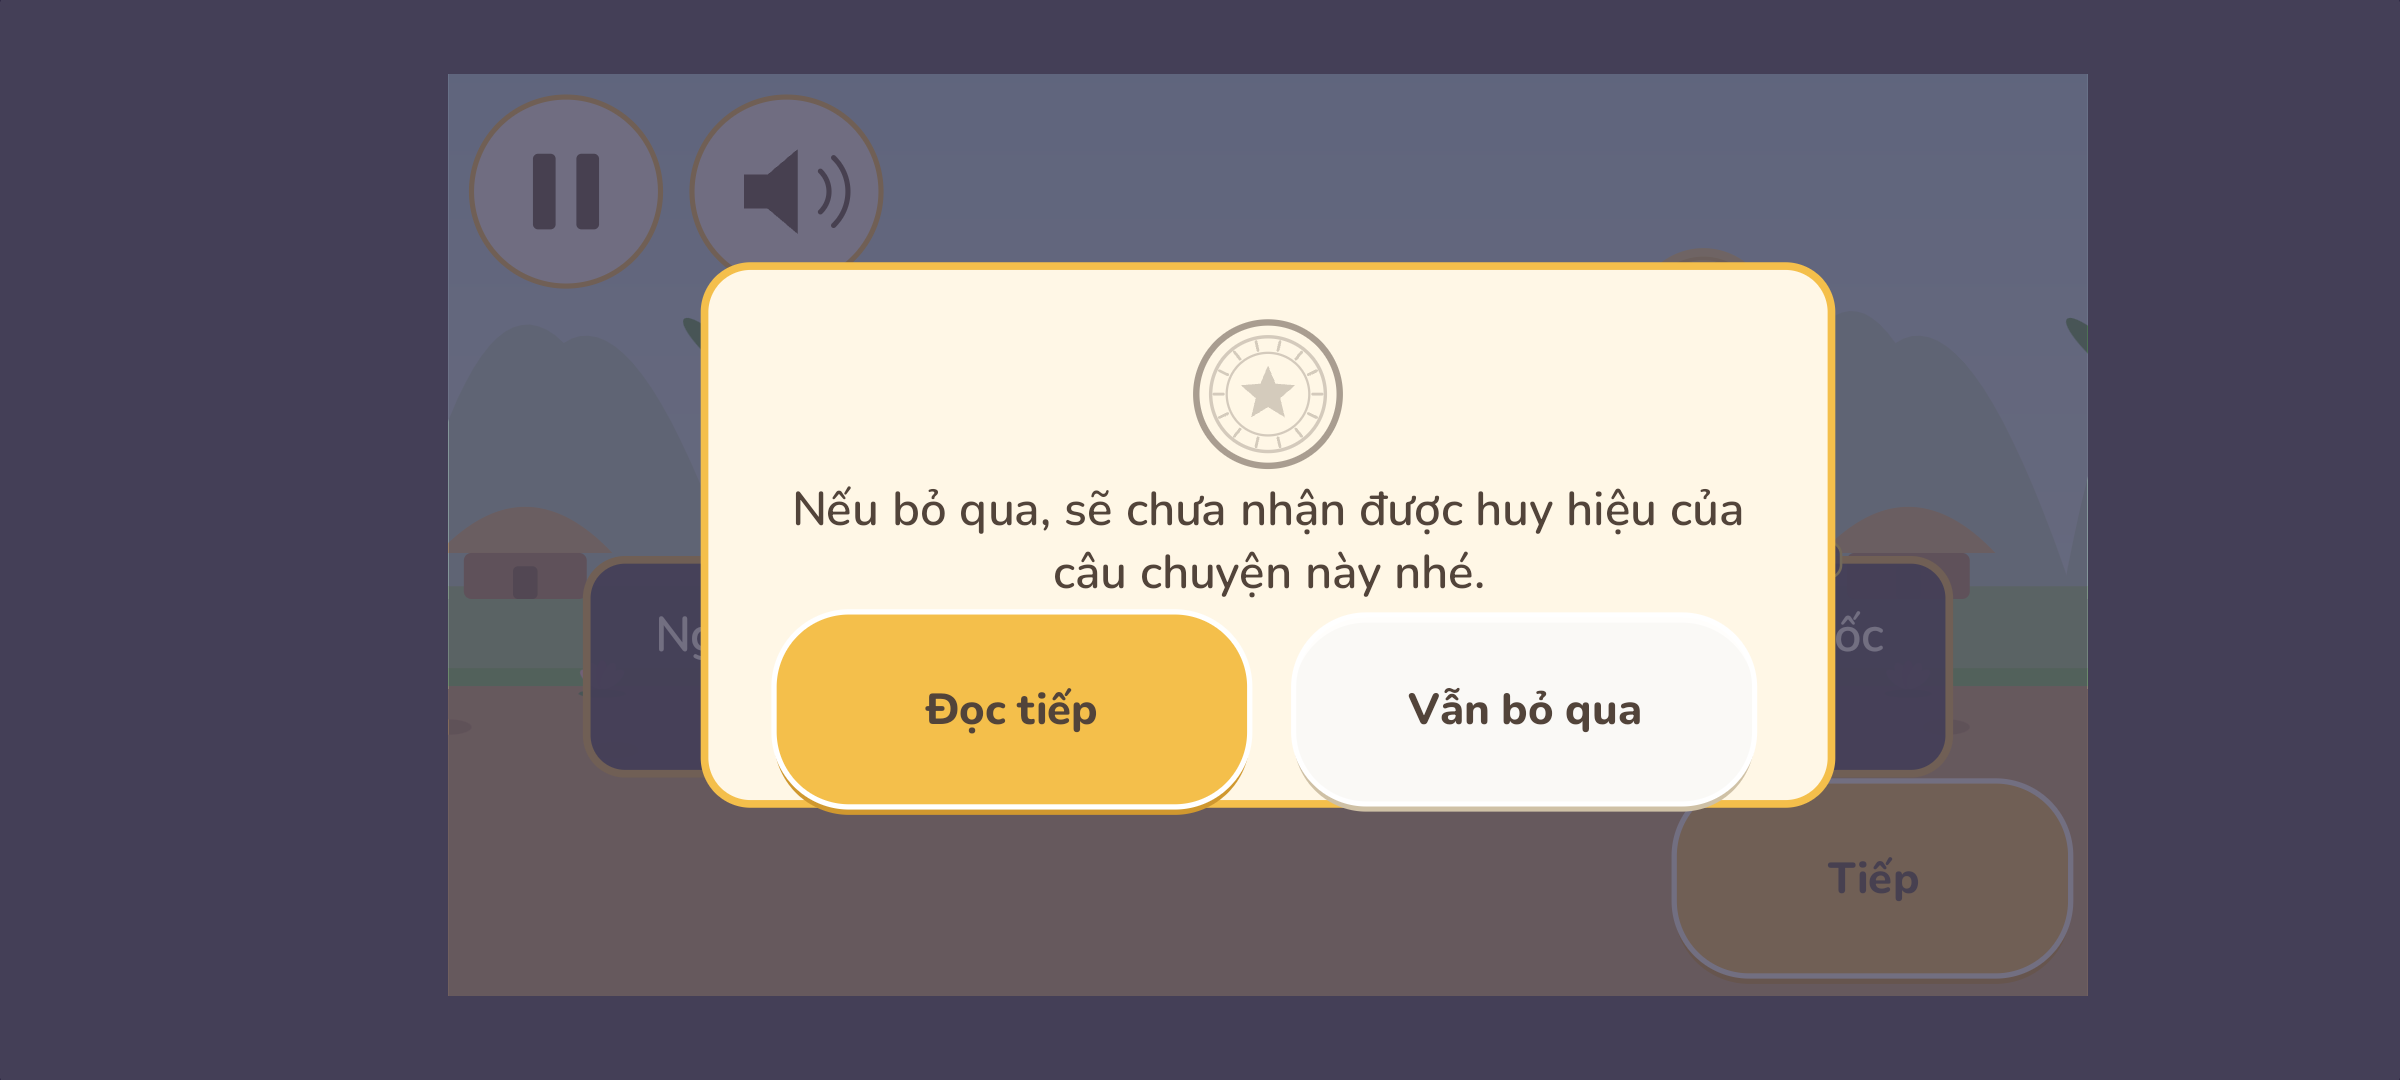 Nếu bỏ qua, sẽ chưa nhận được huy hiệu của
câu chuyện này nhé.
Đọc tiếp
Vẫn bỏ qua
Tiếp